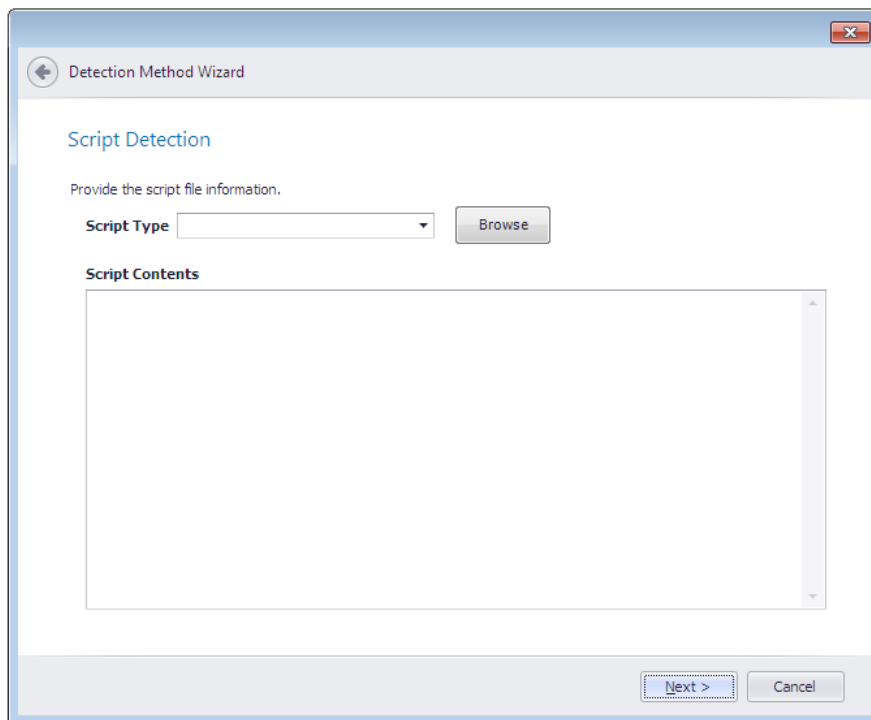 Detection Method Wizard
Script Detection
Provide the script file information.
Script Type
Browse
Script Contents
Next >
Cancel